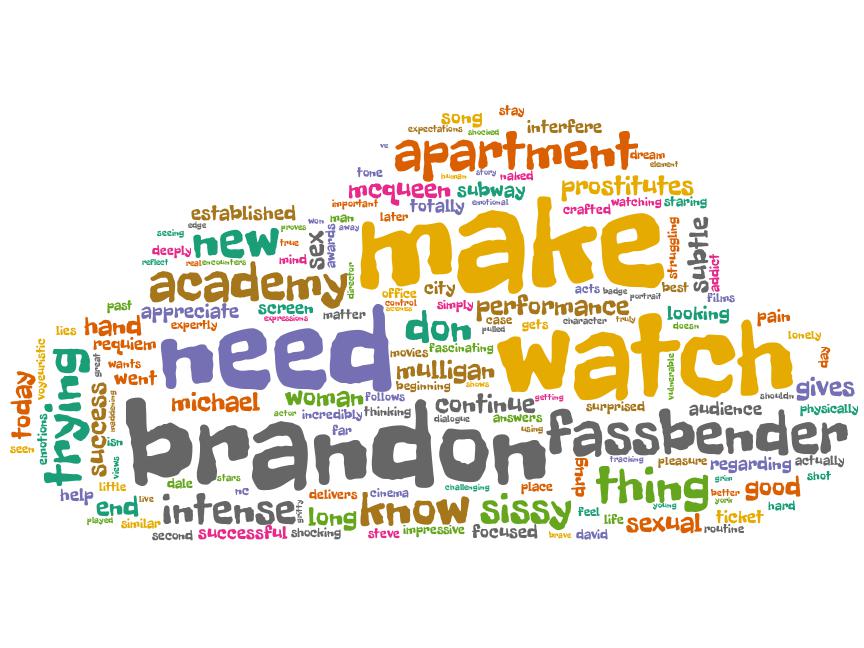 stay
song
expectations
shocked
interfere
ve
apartment
dream
element
tone
human
story
naked
mcqueen
subway
prostitutes
important
totally
emotional
crafted
watching
staring
established
man
later
make
struggling
subtle
seeing
edge
proves
won
away
awards
new
true
sex
deeply
mind
reflect
real
encounters
director
academy
office
control
scenes
city
simply
performance
acts
badge
portrait
best
films
addict
past
appreciate
screen
expressions
matter
don
case
pulled
gets
character
truly
looking
doesn
pain
lonely
lies
hand
expertly
requiem
need
movies
fascinating
watch
vulnerable
day
voyeuristic
today
trying
great
wants
went
mulligan
beginning
shows
shouldn
gives
success
michael
woman
follows
continue
getting
surprised
audience
physically
actor
incredibly
thinking
dialogue
answers
using
seen
emotions
isn
views
brandon
far
fassbender
tracking
pleasure
regarding
actually
drug
thing
grim
shot
help
little
dale
stars
nc
delivers
cinema
challenging
place
young
better
york
good
end
live
intense
gritty
long
know
sissy
feel
life
sexual
ticket
hard
played
similar
second
successful
shocking
steve
impressive
focused
brave
david
routine